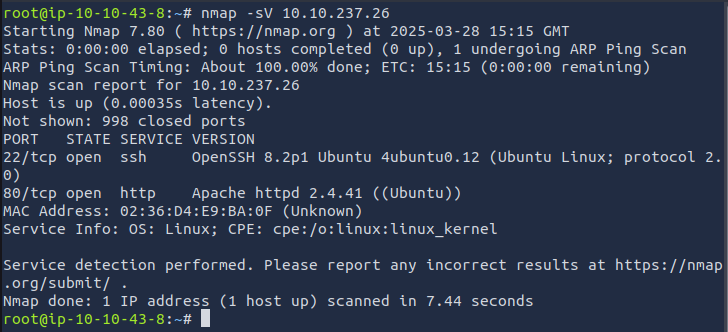 root@ip-10-10-43-8:~# nmap -sV 10.10.237.26
Starting Nmap 7.80 ( https://nmap.org ) at 2025-03-28 15:15 GMT
Stats: 0:00:00 elapsed; 0 hosts completed (0 up), 1 undergoing ARP Ping Scan
ARP Ping Scan Timing: About 100.00% done; ETC: 15:15 (0:00:00 remaining)
Nmap scan report for 10.10.237.26
Host is up (0.00035s latency).
Not shown: 998 closed ports
PORT   STATE SERVICE VERSION
22/tcp open  ssh     OpenSSH 8.2p1 Ubuntu 4ubuntu0.12 (Ubuntu Linux; protocol 2.
0)
80/tcp open  http    Apache httpd 2.4.41 ((Ubuntu))
MAC Address: 02:36:D4:E9:BA:0F (Unknown)
Service Info: OS: Linux; CPE: cpe:/o:linux:linux_kernel

Service detection performed. Please report any incorrect results at https://nmap
.org/submit/ .
Nmap done: 1 IP address (1 host up) scanned in 7.44 seconds
root@ip-10-10-43-8:~#